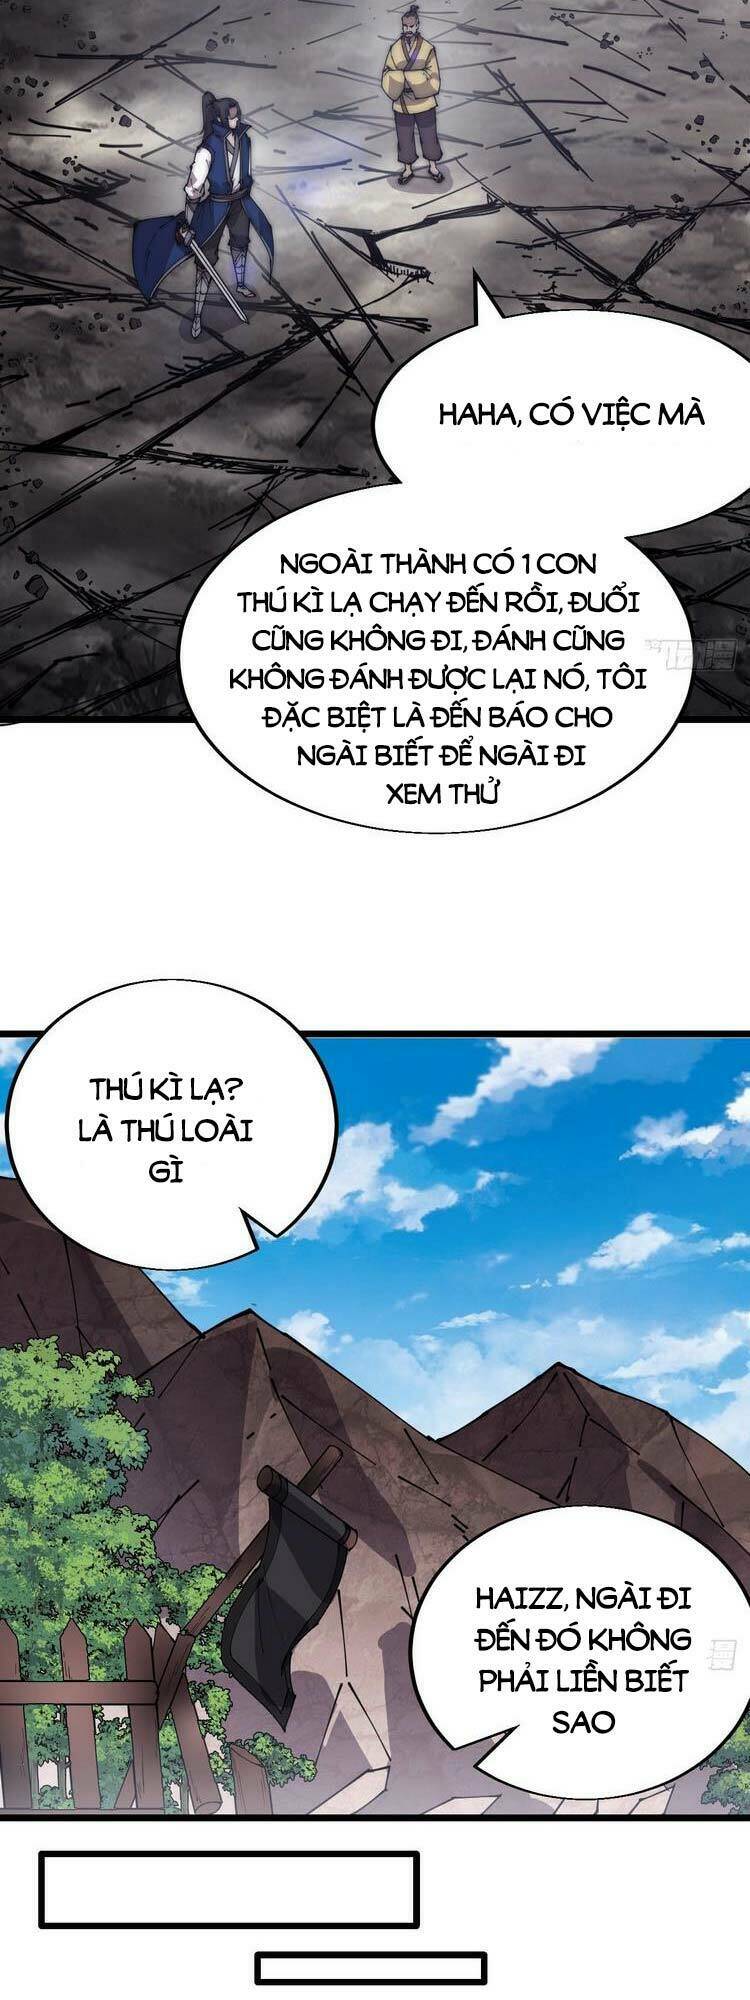 HAHA, CÓ VIỆC MÀ
NGOÀI THÀNH CÓ 1 CON
THÚ KÌ LẠ CHẠY ĐẾN RỒI, ĐUỔI
CŨNG KHÔNG ĐI, ĐÁNH CŨNG
KHÔNG ĐÁNH ĐƯỢC LẠI NÓ, TÔI
ĐẶC BIỆT LÀ ĐẾN BÁO CHO
NGÀI BIẾT ĐỂ NGÀI ĐI
XEM THỬ
THÚ KÌ LẠ?
LÀ THÚ LOÀI
GÌ
HAIZZ, NGÀI ĐI
ĐẾN ĐÓ KHÔNG
PHẢI LIỀN BIẾT
SAO